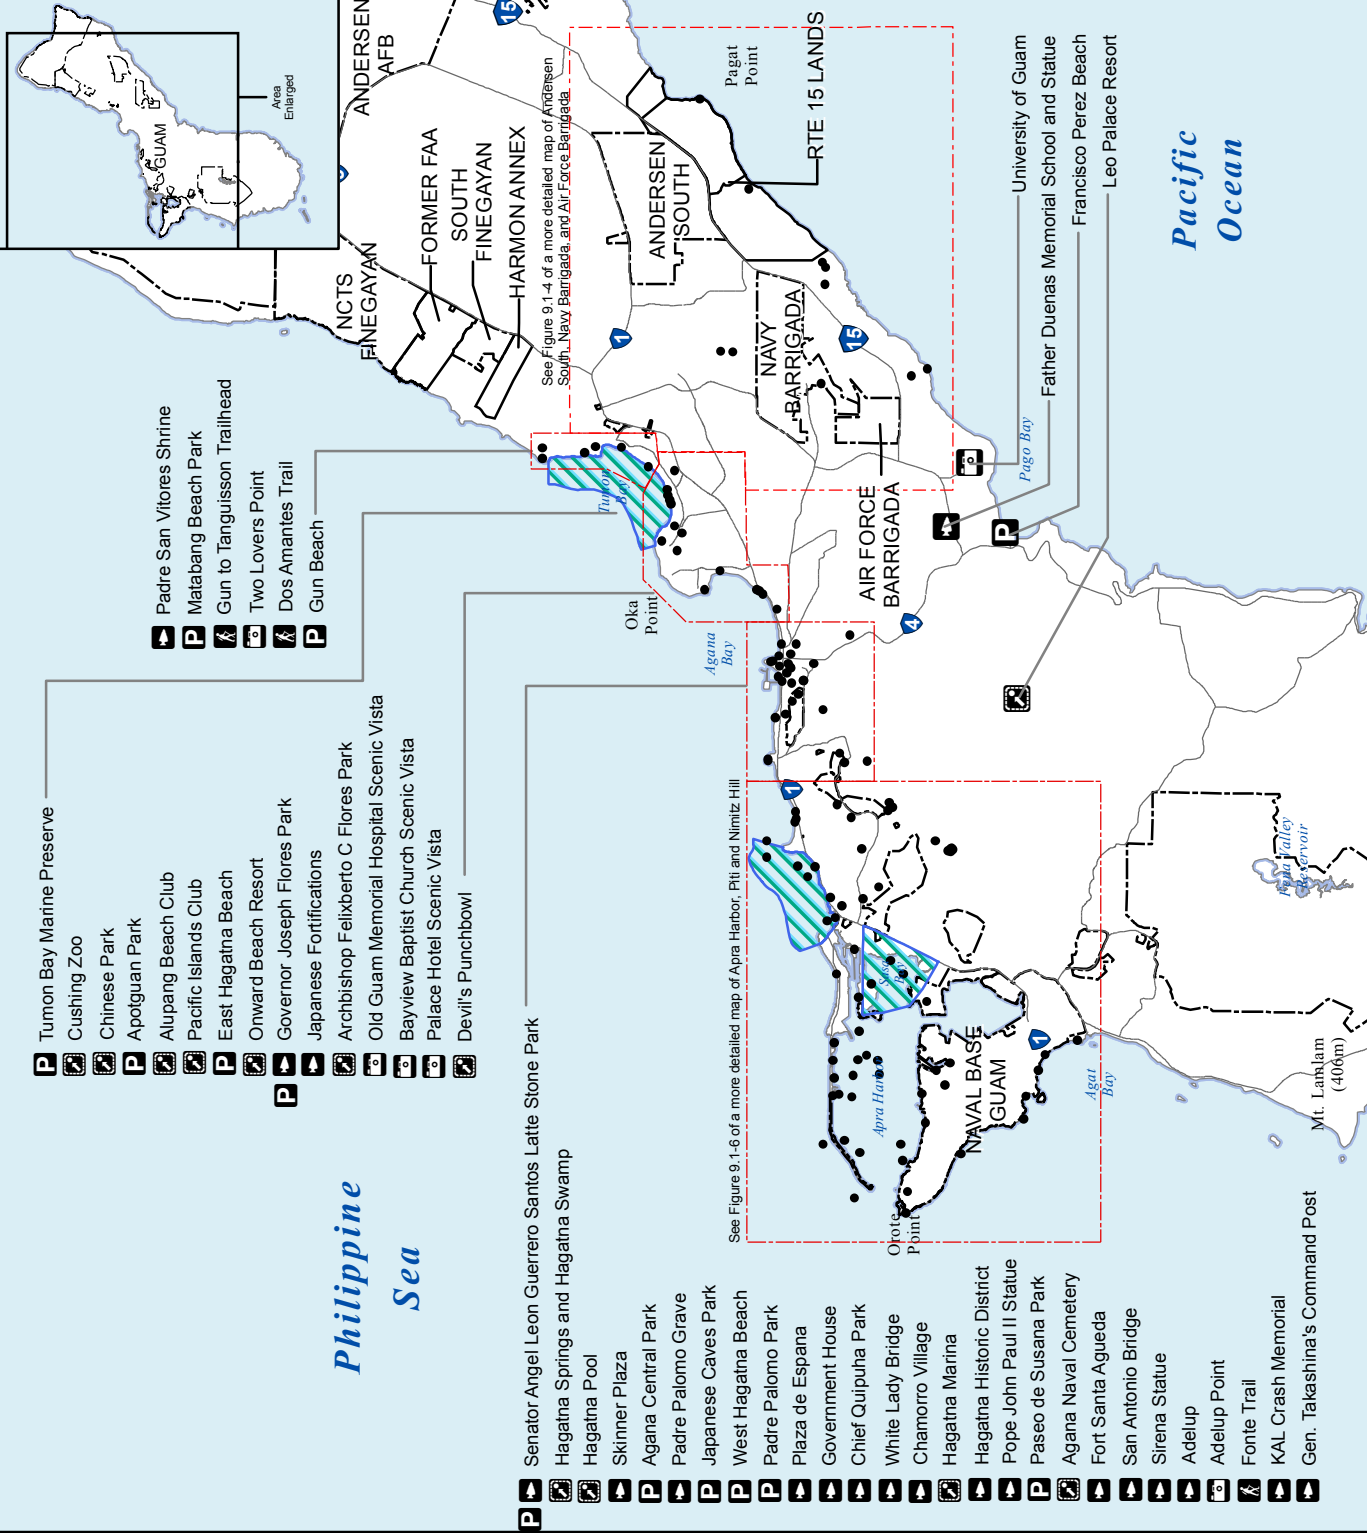 GUAM
Area
Enlarged
ANDERSEN
AFB
15
Padre San Vitores Shrine
Matabang Beach Park
Gun to Tanguisson Trailhead
Two Lovers Point
Dos Amantes Trail
Gun Beach
P
P
NCTS
FINEGAYAN
FORMER FAA
SOUTH
FINEGAYAN
HARMON ANNEX
See Figure 9.1-4 of a more detailed map of Andersen
South, Navy Barrigada, and Air Force Barrigada
ANDERSEN
SOUTH
Pagat
Point
RTE 15 LANDS
1
NAVY
BARRIGADA
15
AIR FORCE
BARRIGADA
4
University of Guam
Father Duenas Memorial School and Statue
Francisco Perez Beach
Leo Palace Resort
Pago Bay
P
Pacific
Ocean
Tumon Bay Marine Preserve
Cushing Zoo
Chinese Park
Apotguan Park
Alupang Beach Club
Pacific Islands Club
East Hagatna Beach
Onward Beach Resort
Governor Joseph Flores Park
Japanese Fortifications
Archbishop Felixberto C Flores Park
Old Guam Memorial Hospital Scenic Vista
Bayview Baptist Church Scenic Vista
Palace Hotel Scenic Vista
Devil's Punchbowl
P
P
P
P
Tumon
Bay
Oka
Point
Agana
Bay
Philippine
Sea
See Figure 9.1-6 of a more detailed map of Apra Harbor, Piti and Nimitz Hill
1
Sasa
Bay
Apra Harbor
NAVAL BASE
GUAM
1
Orote
Point
Agat
Bay
Fena Valley
Reservoir
Mt. Lamlam
(406m)
Senator Angel Leon Guerrero Santos Latte Stone Park
Hagatna Springs and Hagatna Swamp
Hagatna Pool
Skinner Plaza
Agana Central Park
Padre Palomo Grave
Japanese Caves Park
West Hagatna Beach
Padre Palomo Park
Plaza de Espana
Government House
Chief Quipuha Park
White Lady Bridge
Chamorro Village
Hagatna Marina
Hagatna Historic District
Pope John Paul II Statue
Paseo de Susana Park
Agana Naval Cemetery
Fort Santa Agueda
San Antonio Bridge
Sirena Statue
Adelup
Adelup Point
Fonte Trail
KAL Crash Memorial
Gen. Takashina's Command Post
P
P
P
P
P
P